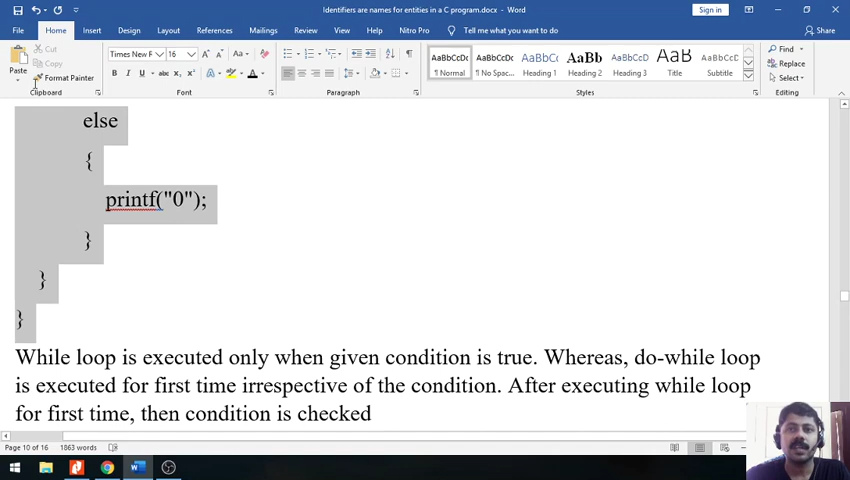 Identifiers are names for entities in a C program.docx - Word
Sign in
File Home Insert Design Layout References Mailings Review View Help Nitro Pro Tell me what you want to do
Paste
Cut
Copy
Format Painter
Times New R 16
Find
Replace
Select
AaBbCcDc AaBbCcDc AaBbCc AaBb AaBbCcD AaB AaBbCcD
¶ Normal ¶ No Spac... Heading 1 Heading 2 Heading 3 Title Subtitle
Clipboard Font Paragraph Styles Editing
else
{
printf("0");
}
}
}
While loop is executed only when given condition is true. Whereas, do-while loop
is executed for first time irrespective of the condition. After executing while loop
for first time, then condition is checked
Page 10 of 16 1863 words